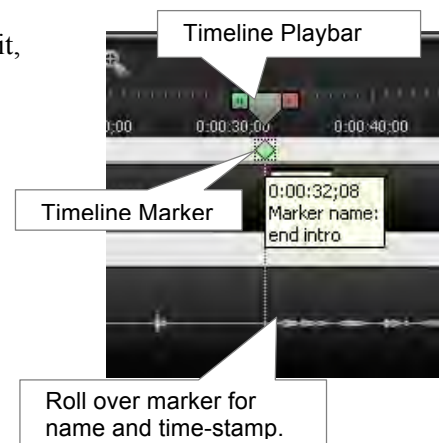 it,
Timeline Playbar
0:00:30;00
0:00:40;00
Timeline Marker
0:00:32;08
Marker name:
end intro
Roll over marker for
name and time-stamp.